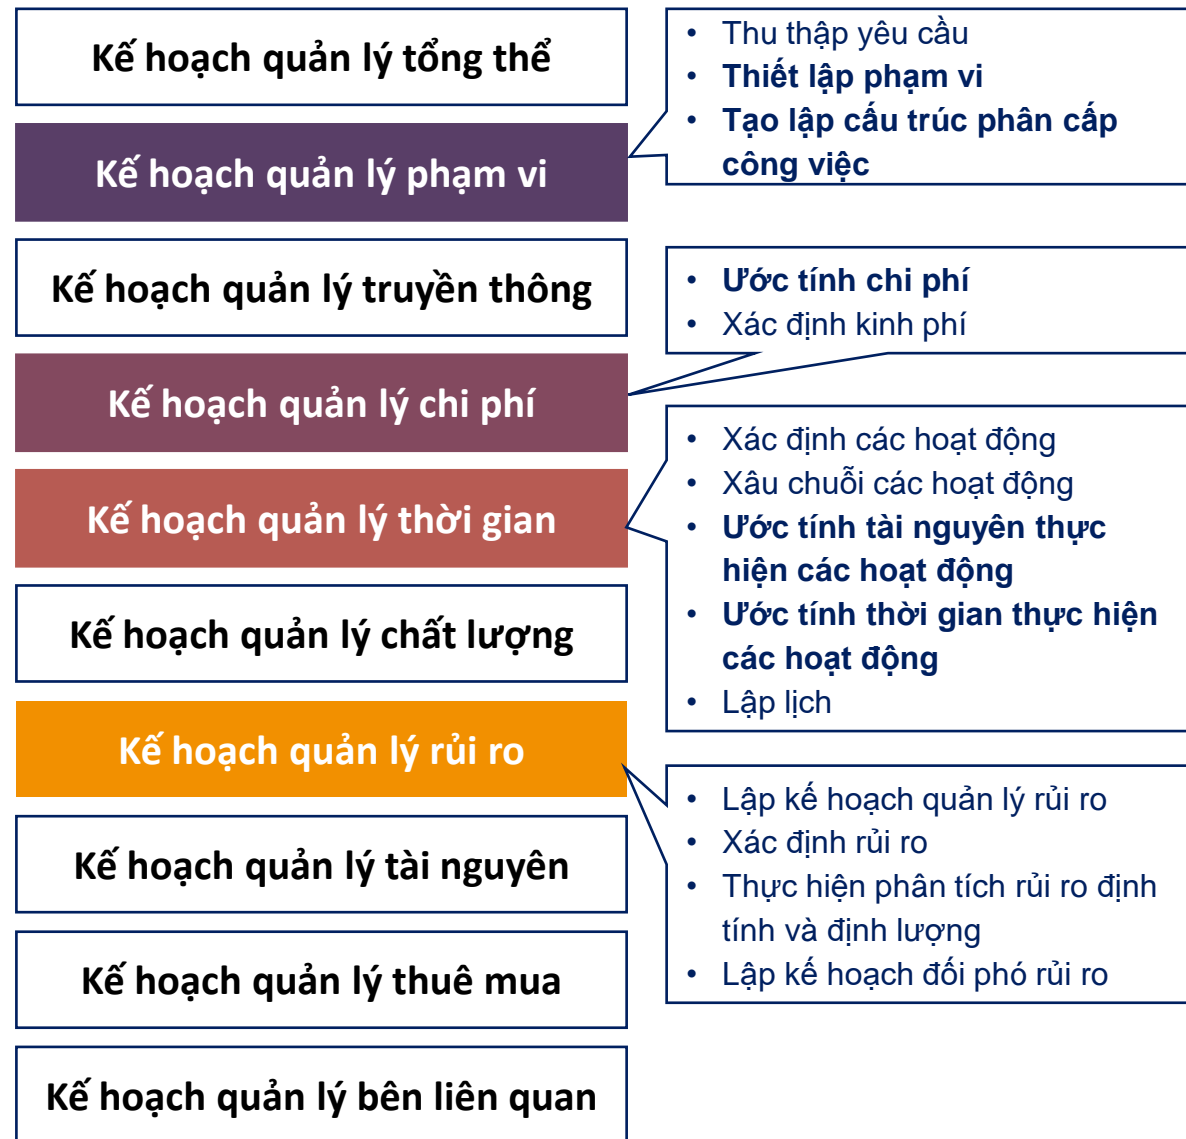 Kế hoạch quản lý tổng thể
Kế hoạch quản lý phạm vi
Kế hoạch quản lý truyền thông
Kế hoạch quản lý chi phí
Kế hoạch quản lý thời gian
Kế hoạch quản lý chất lượng
Kế hoạch quản lý rủi ro
Kế hoạch quản lý tài nguyên
Kế hoạch quản lý thuê mua
Kế hoạch quản lý bên liên quan
• Thu thập yêu cầu
• Thiết lập phạm vi
• Tạo lập cấu trúc phân cấp
công việc
• Ước tính chi phí
• Xác định kinh phí
• Xác định các hoạt động
• Xâu chuỗi các hoạt động
• Ước tính tài nguyên thực
hiện các hoạt động
• Ước tính thời gian thực hiện
các hoạt động
• Lập lịch
• Lập kế hoạch quản lý rủi ro
• Xác định rủi ro
• Thực hiện phân tích rủi ro định
tính và định lượng
• Lập kế hoạch đối phó rủi ro